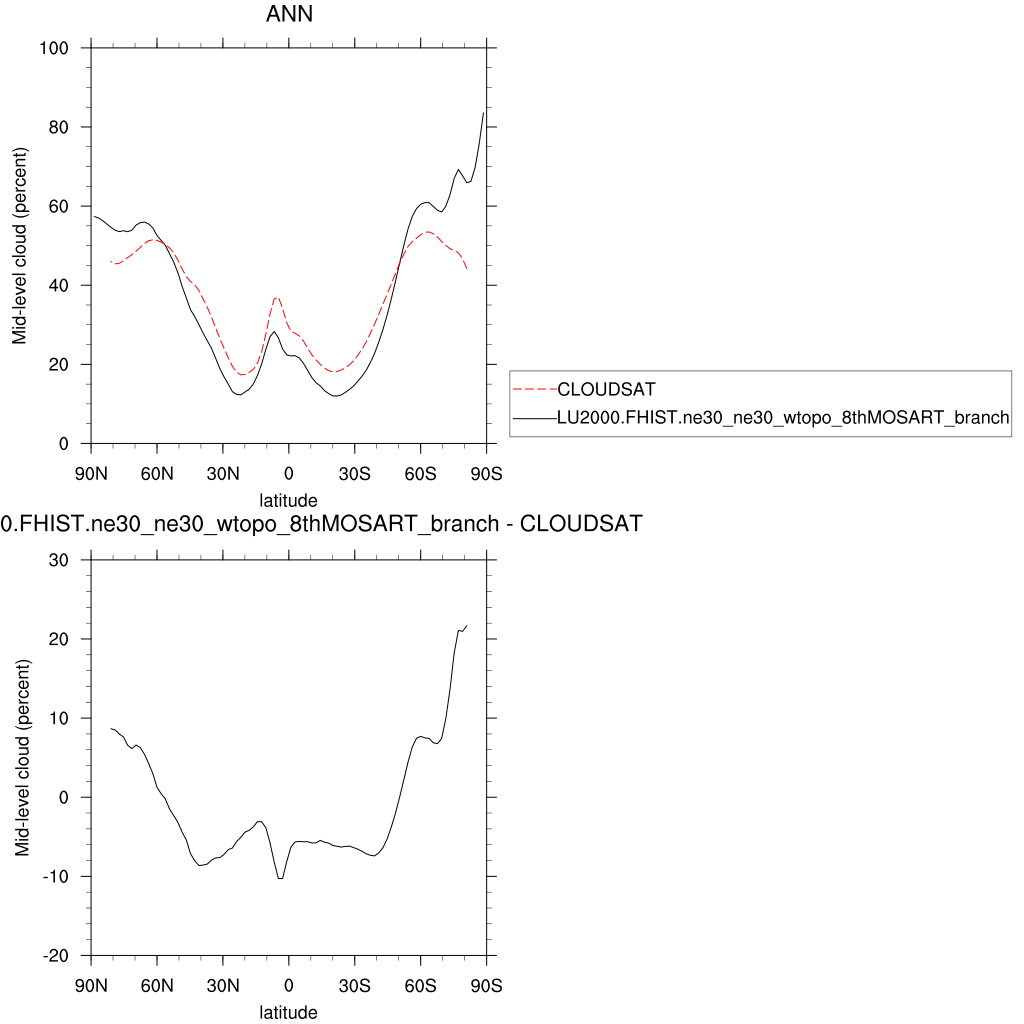 ANN
100
80
60
40
20
0
Mid-level cloud (percent)
90N 60N 30N 0 30S 60S 90S
latitude
CLOUDSAT
LU2000.FHIST.ne30_ne30_wtopo_8thMOSART_branch
0.FHIST.ne30_ne30_wtopo_8thMOSART_branch - CLOUDSAT
30
20
10
0
-10
-20
Mid-level cloud (percent)
90N 60N 30N 0 30S 60S 90S
latitude